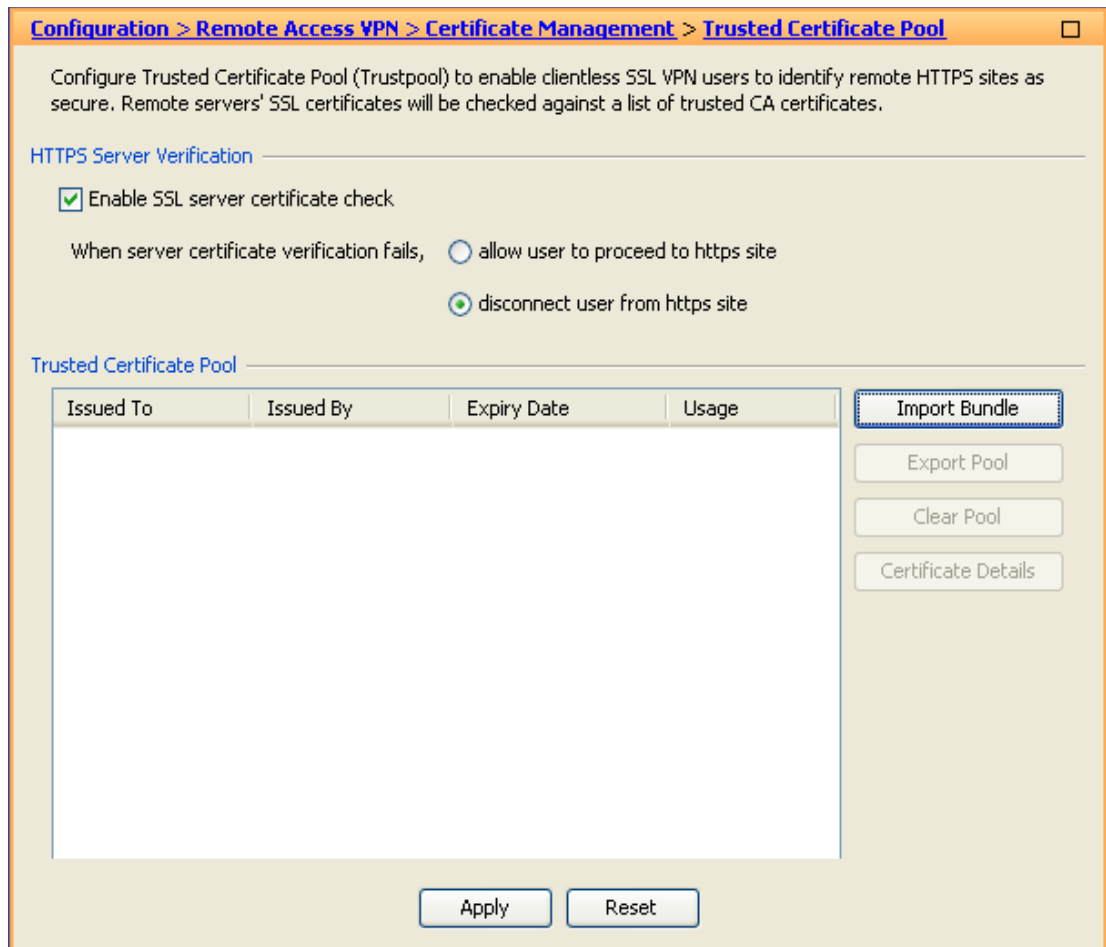 Configuration > Remote Access VPN > Certificate Management > Trusted Certificate Pool
Configure Trusted Certificate Pool (Trustpool) to enable clientless SSL VPN users to identify remote HTTPS sites as
secure. Remote servers' SSL certificates will be checked against a list of trusted CA certificates.
HTTPS Server Verification
Enable SSL server certificate check
When server certificate verification fails, allow user to proceed to https site
disconnect user from https site
Trusted Certificate Pool
Issued To Issued By Expiry Date Usage
Import Bundle
Export Pool
Clear Pool
Certificate Details
Apply Reset